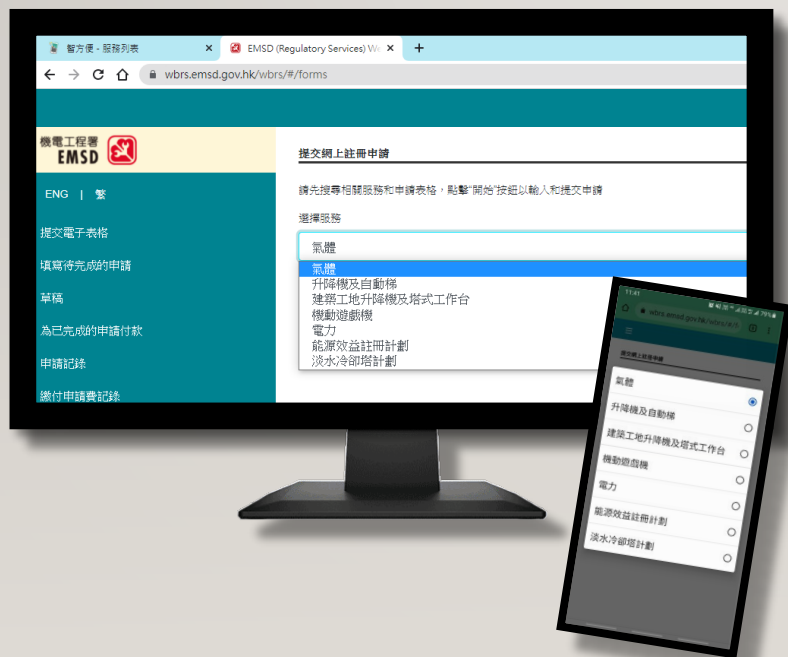 智方便 - 服務列表
EMSD (Regulatory Services) W
wbrs.emsd.gov.hk/wbrs/#/forms
機電工程署
EMSD
ENG | 繁
提交電子表格
填寫待完成的申請
草稿
為已完成的申請付款
申請記錄
繳付申請費記錄
提交網上註冊申請
請先搜尋相關服務和申請表格，點擊"開始"按鈕以輸入和提交申請
選擇服務
氣體
氣體
升降機及自動梯
建築工地升降機及塔式工作台
機動遊戲機
電力
能源效益註冊計劃
淡水冷卻塔計劃
11:41
79%
wbrs.emsd.gov.hk/wbrs/#/f
提交網上註冊申請
氣體
升降機及自動梯
建築工地升降機及塔式工作台
機動遊戲機
電力
能源效益註冊計劃
淡水冷卻塔計劃